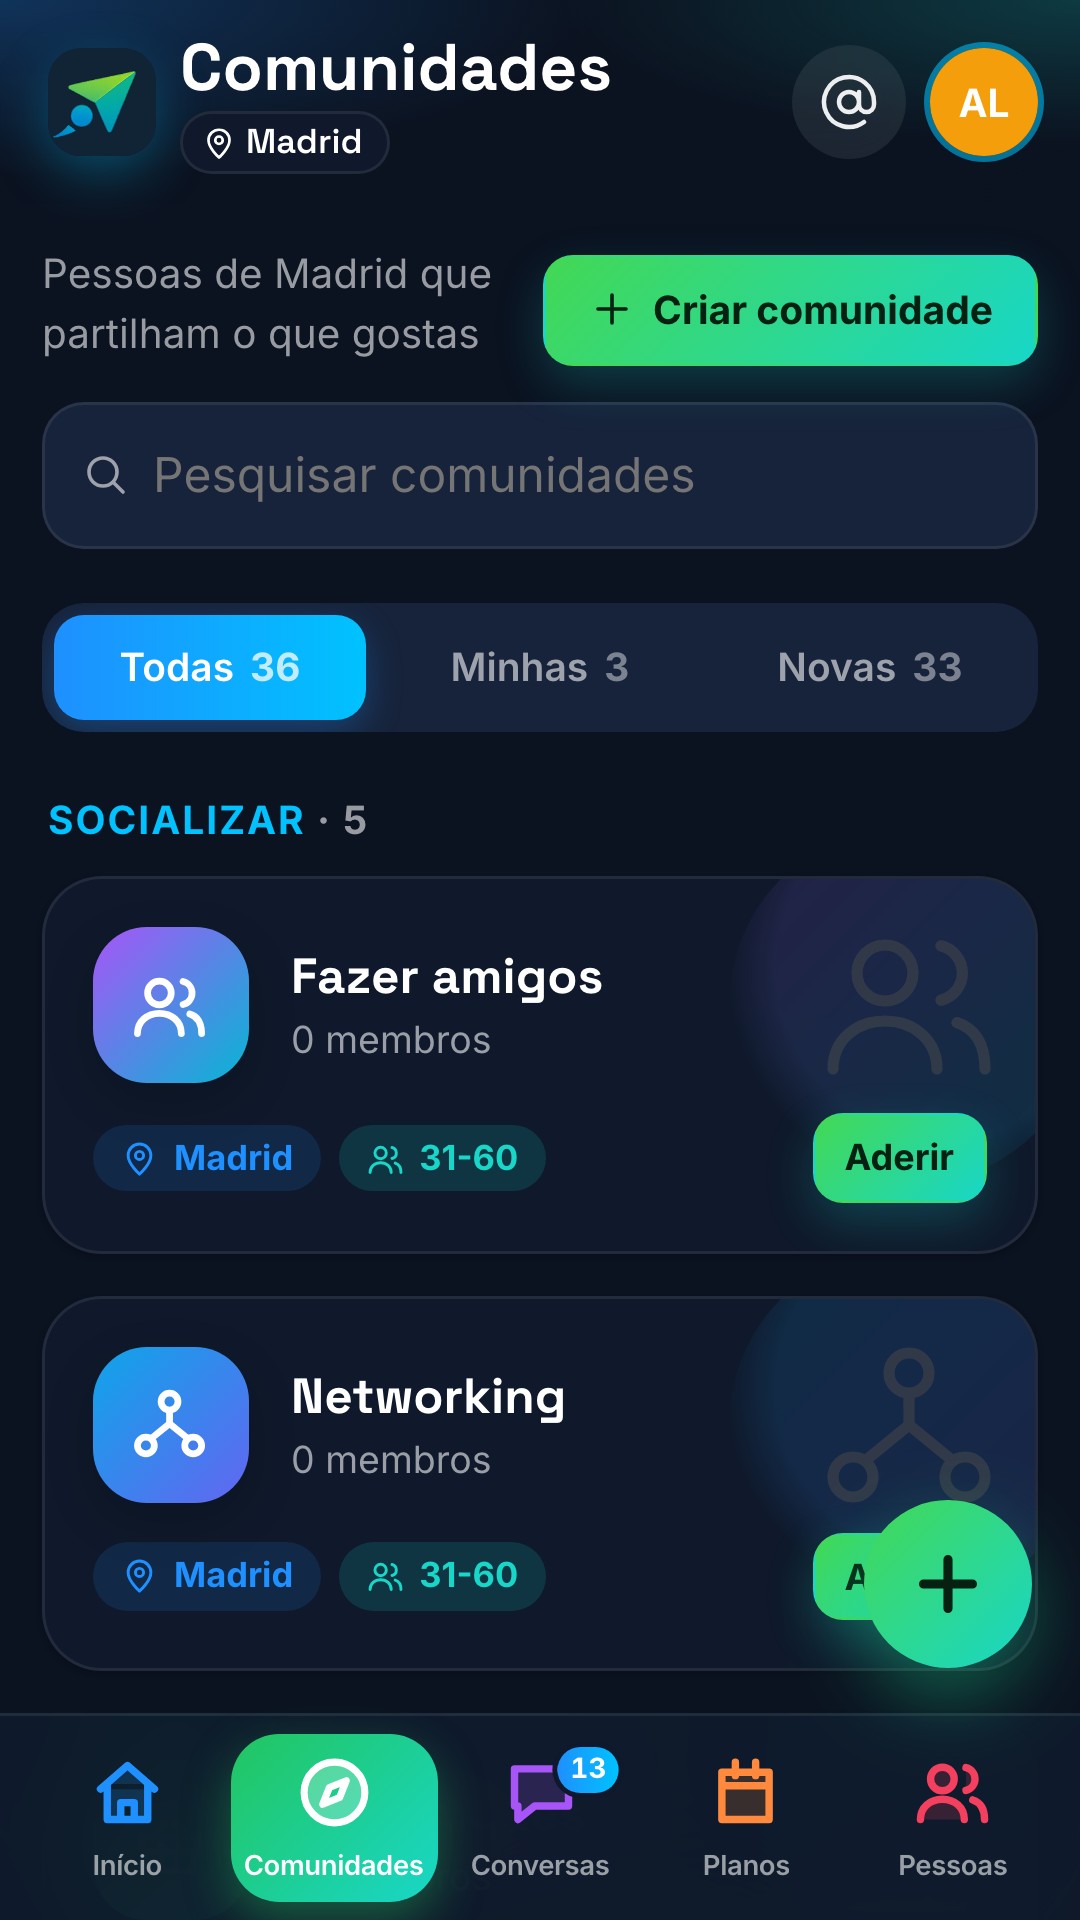 Comunidades
Madrid
@
AL
Pessoas de Madrid que
partilham o que gostas
+ Criar comunidade
Pesquisar comunidades
Todas 36
Minhas 3
Novas 33
SOCIALIZAR · 5
Fazer amigos
0 membros
Madrid
31-60
Aderir
Networking
0 membros
Madrid
31-60
A
+
13
Início
Comunidades
Conversas
Planos
Pessoas